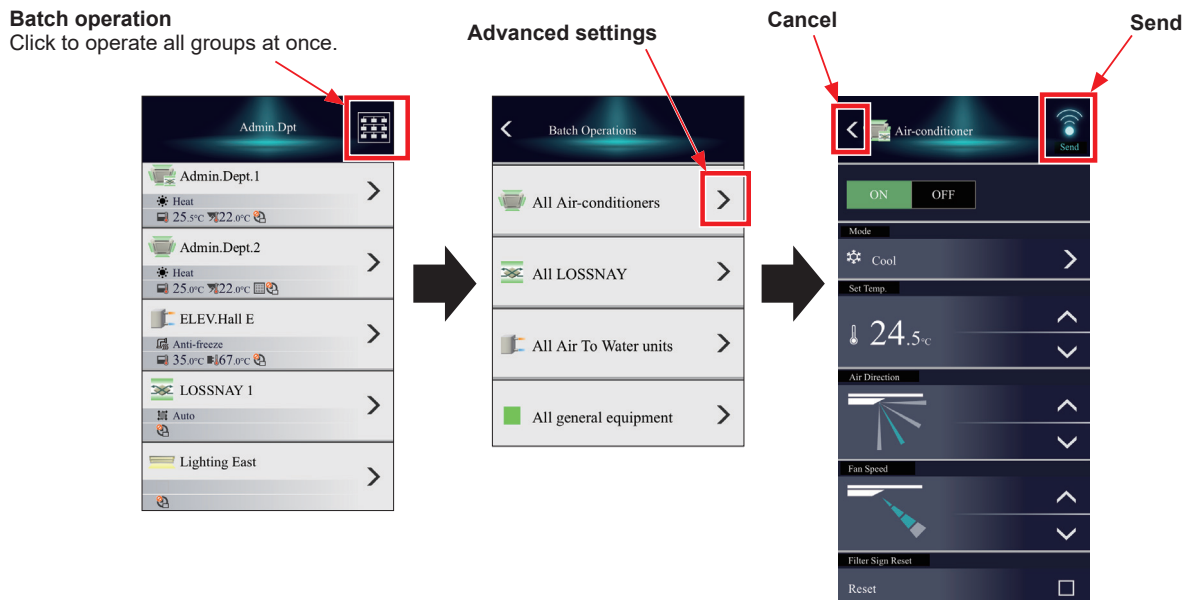 Batch operation
Click to operate all groups at once.
Advanced settings
Cancel
Send
Admin.Dpt
Admin.Dept.1
Heat
25.5°C 22.0°C
Admin.Dept.2
Heat
25.0°C 22.0°C
ELEV.Hall E
Anti-freeze
35.0°C 67.0°C
LOSSNAY 1
Auto
Lighting East
Batch Operations
All Air-conditioners
All LOSSNAY
All Air To Water units
All general equipment
Air-conditioner
Send
ON OFF
Mode
Cool
Set Temp.
24.5°C
Air Direction
Fan Speed
Filter Sign Reset
Reset